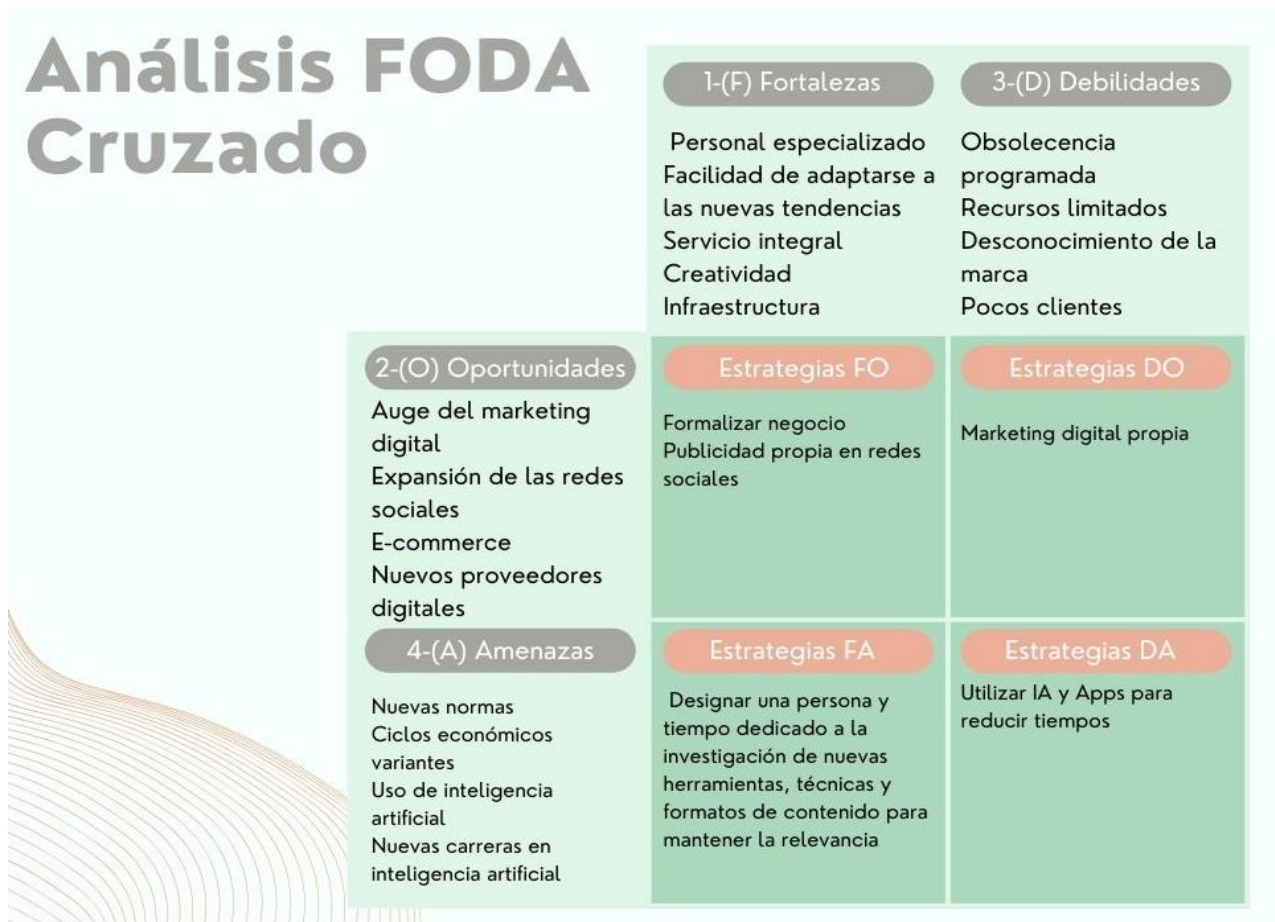 Análisis FODA
Cruzado
1-(F) Fortalezas
Personal especializado
Facilidad de adaptarse a
las nuevas tendencias
Servicio integral
Creatividad
Infraestructura
3-(D) Debilidades
Obsolecencia
programada
Recursos limitados
Desconocimiento de la
marca
Pocos clientes
2-(O) Oportunidades
Auge del marketing
digital
Expansión de las redes
sociales
E-commerce
Nuevos proveedores
digitales
Estrategias FO
Formalizar negocio
Publicidad propia en redes
sociales
Estrategias DO
Marketing digital propia
4-(A) Amenazas
Nuevas normas
Ciclos económicos
variantes
Uso de inteligencia
artificial
Nuevas carreras en
inteligencia artificial
Estrategias FA
Designar una persona y
tiempo dedicado a la
investigación de nuevas
herramientas, técnicas y
formatos de contenido para
mantener la relevancia
Estrategias DA
Utilizar IA y Apps para
reducir tiempos